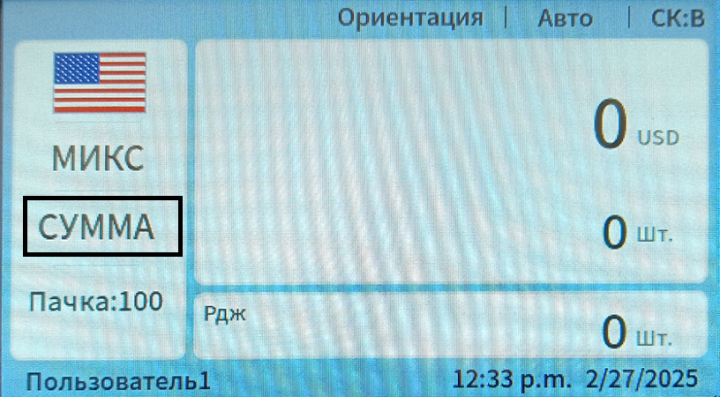 Ориентация | Авто | СК:В
МИКС
0 USD
СУММА
0 Шт.
Пачка:100
Рдж
0 Шт.
Пользователь1 12:33 p.m. 2/27/2025